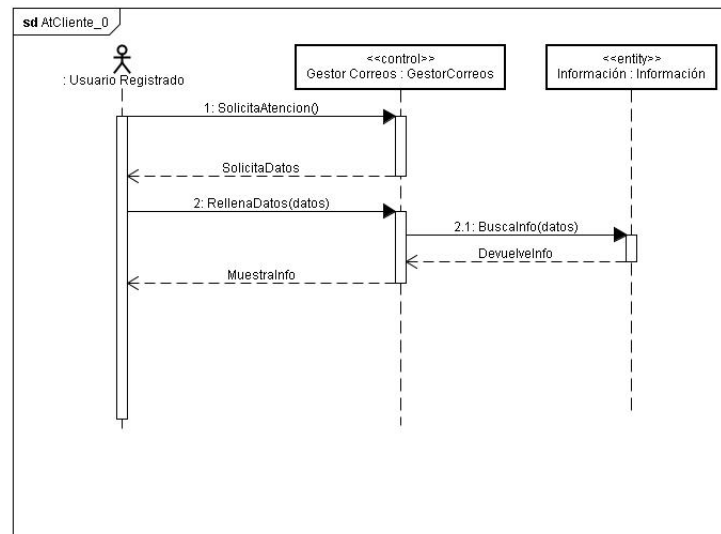 sd AtCliente_0
: Usuario Registrado
<<control>>
Gestor Correos : GestorCorreos
<<entity>>
Información : Información
1: SolicitaAtencion()
SolicitaDatos
2: RellenaDatos(datos)
2.1: BuscaInfo(datos)
DevuelveInfo
MuestraInfo